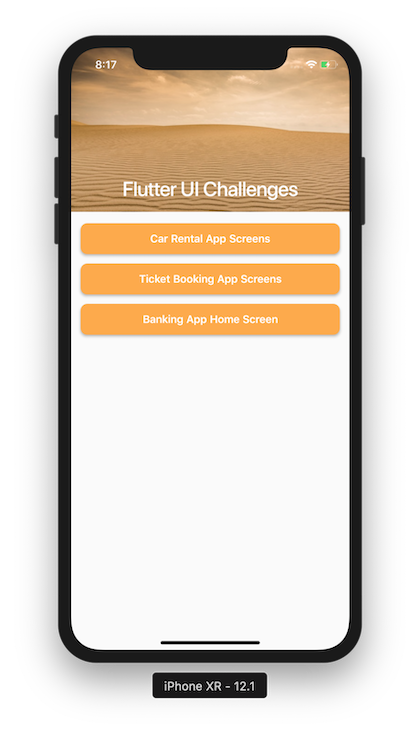 8:17
Flutter UI Challenges
Car Rental App Screens
Ticket Booking App Screens
Banking App Home Screen
iPhone XR - 12.1